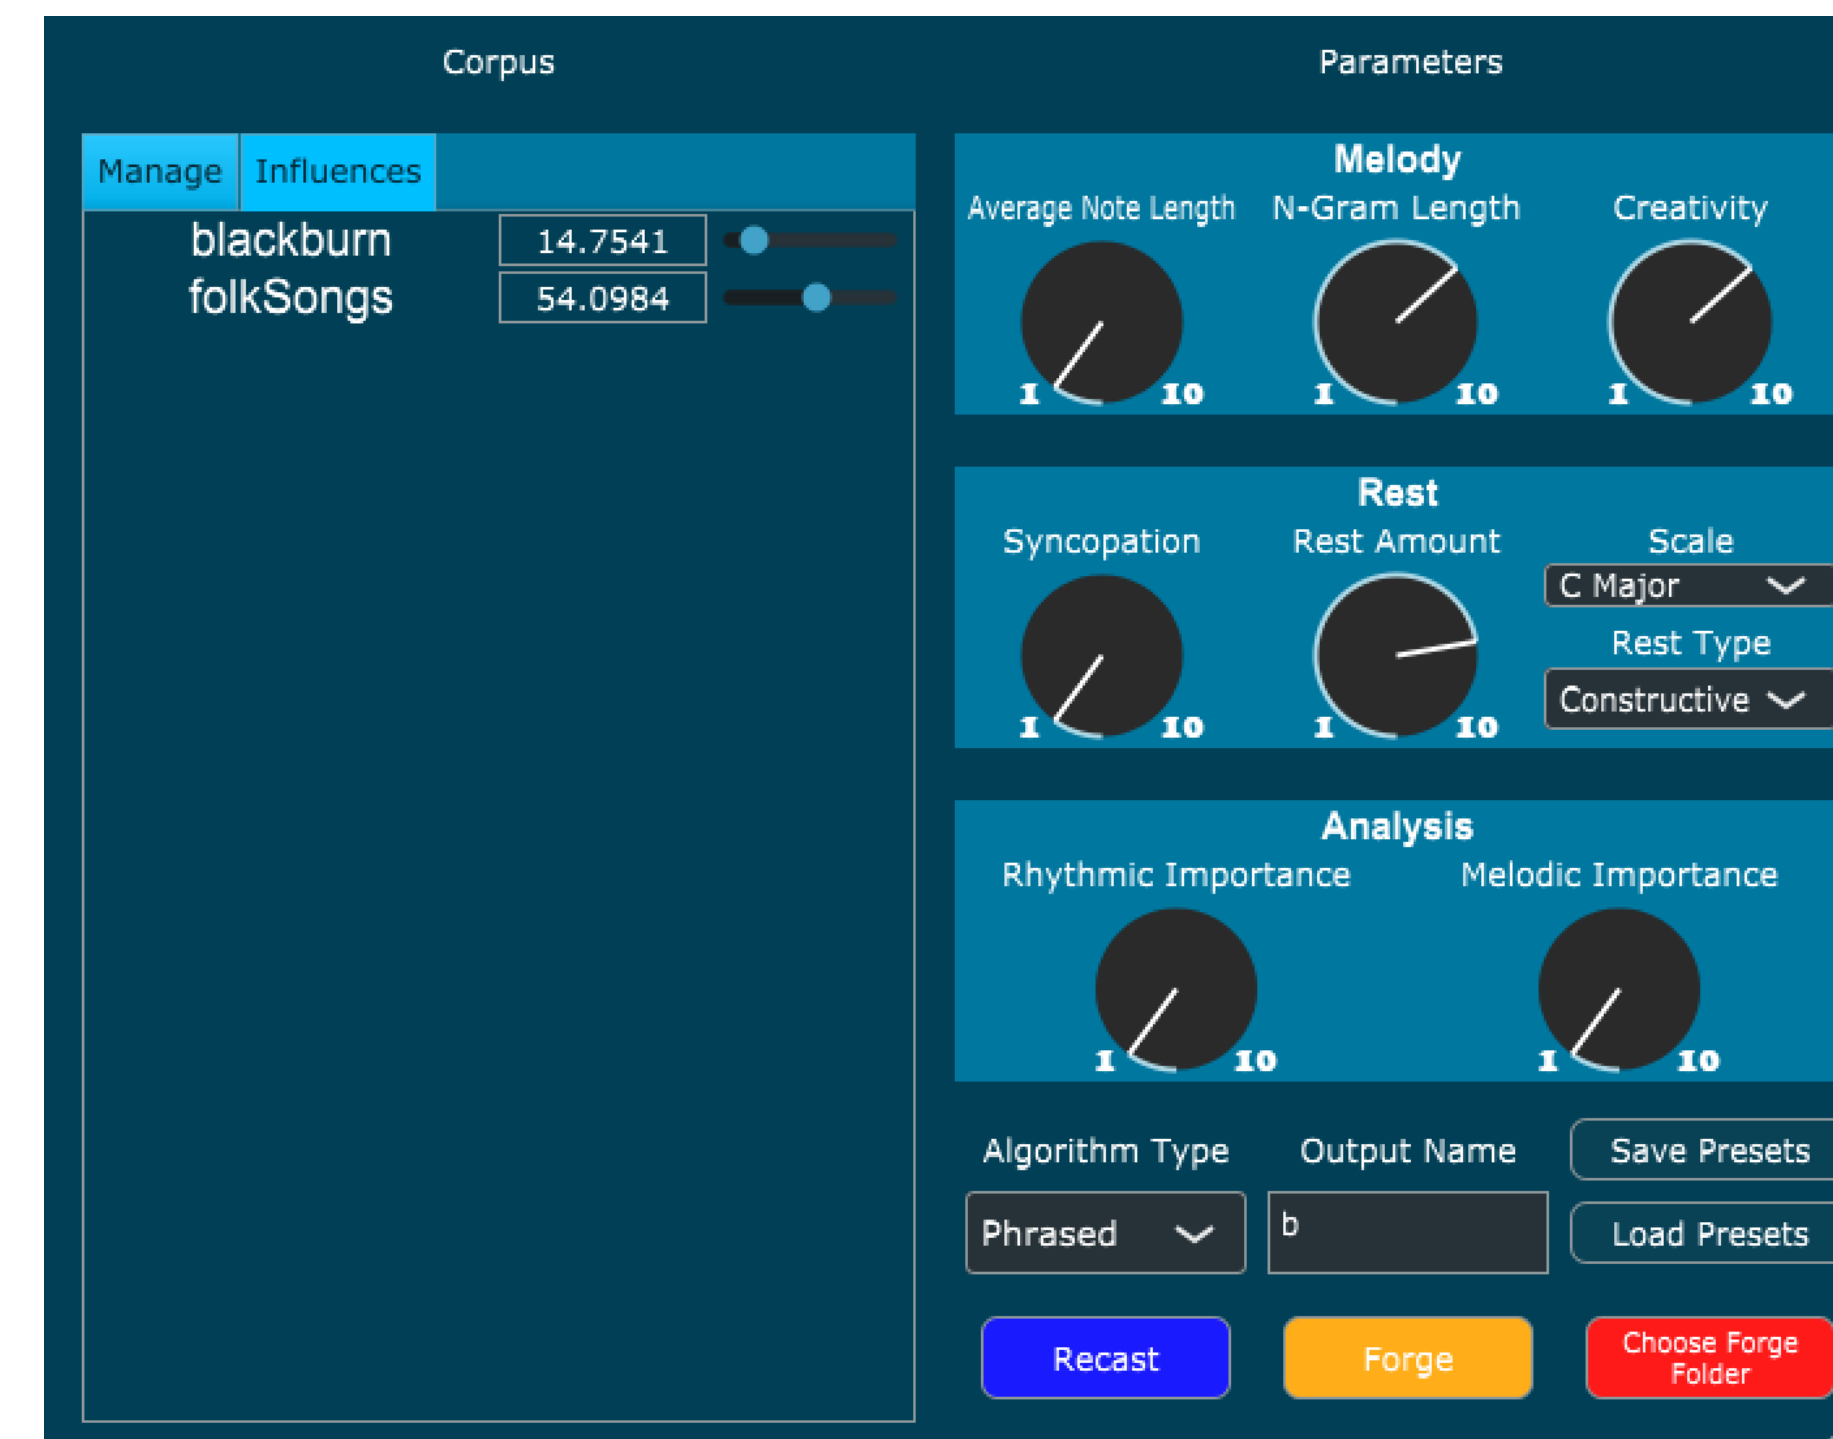 Corpus
Manage Influences
blackburn 14.7541
folkSongs 54.0984
Parameters
Melody
Average Note Length N-Gram Length Creativity
1 10 1 10 1 10
Rest
Syncopation Rest Amount Scale
C Major
Rest Type
Constructive
1 10 1 10
Analysis
Rhythmic Importance Melodic Importance
1 10 1 10
Algorithm Type Output Name Save Presets
Phrased b Load Presets
Recast Forge Choose Forge
Folder